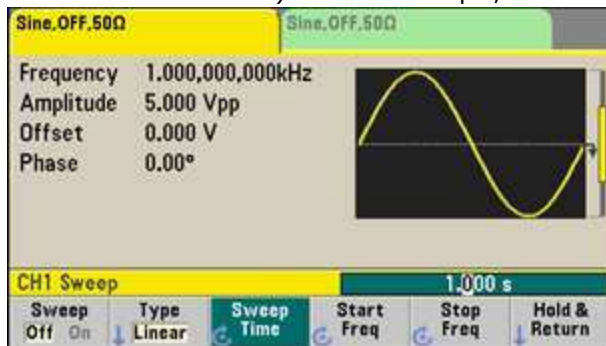 Sine,OFF,50Ω
Sine,OFF,50Ω
Frequency 1.000,000,000kHz
Amplitude 5.000 Vpp
Offset 0.000 V
Phase 0.00°
CH1 Sweep 1.000 s
Sweep Type Sweep Start Stop Hold &
Off On Linear Time Freq Freq Return